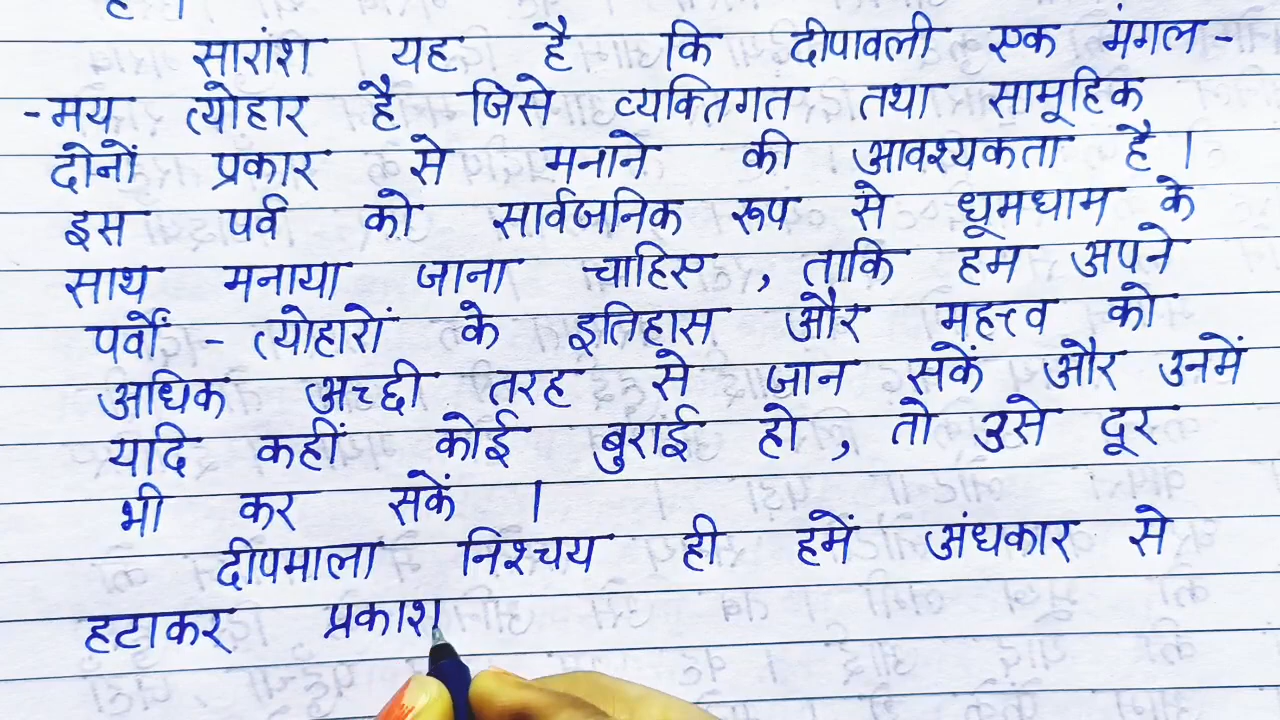 है ।
सारांश यह है कि दीपावली एक मंगल-
-मय त्योहार है जिसे व्यक्तिगत तथा सामूहिक
दोनों प्रकार से मनाने की आवश्यकता है ।
इस पर्व को सार्वजनिक रूप से धूमधाम के
साथ मनाया जाना चाहिए , ताकि हम अपने
पर्वों - त्योहारों के इतिहास और महत्त्व को
अधिक अच्छी तरह से जान सकें और उनमें
यदि कहीं कोई बुराई हो , तो उसे दूर
भी कर सकें ।
दीपमाला निश्चय ही हमें अंधकार से
हटाकर प्रकाश